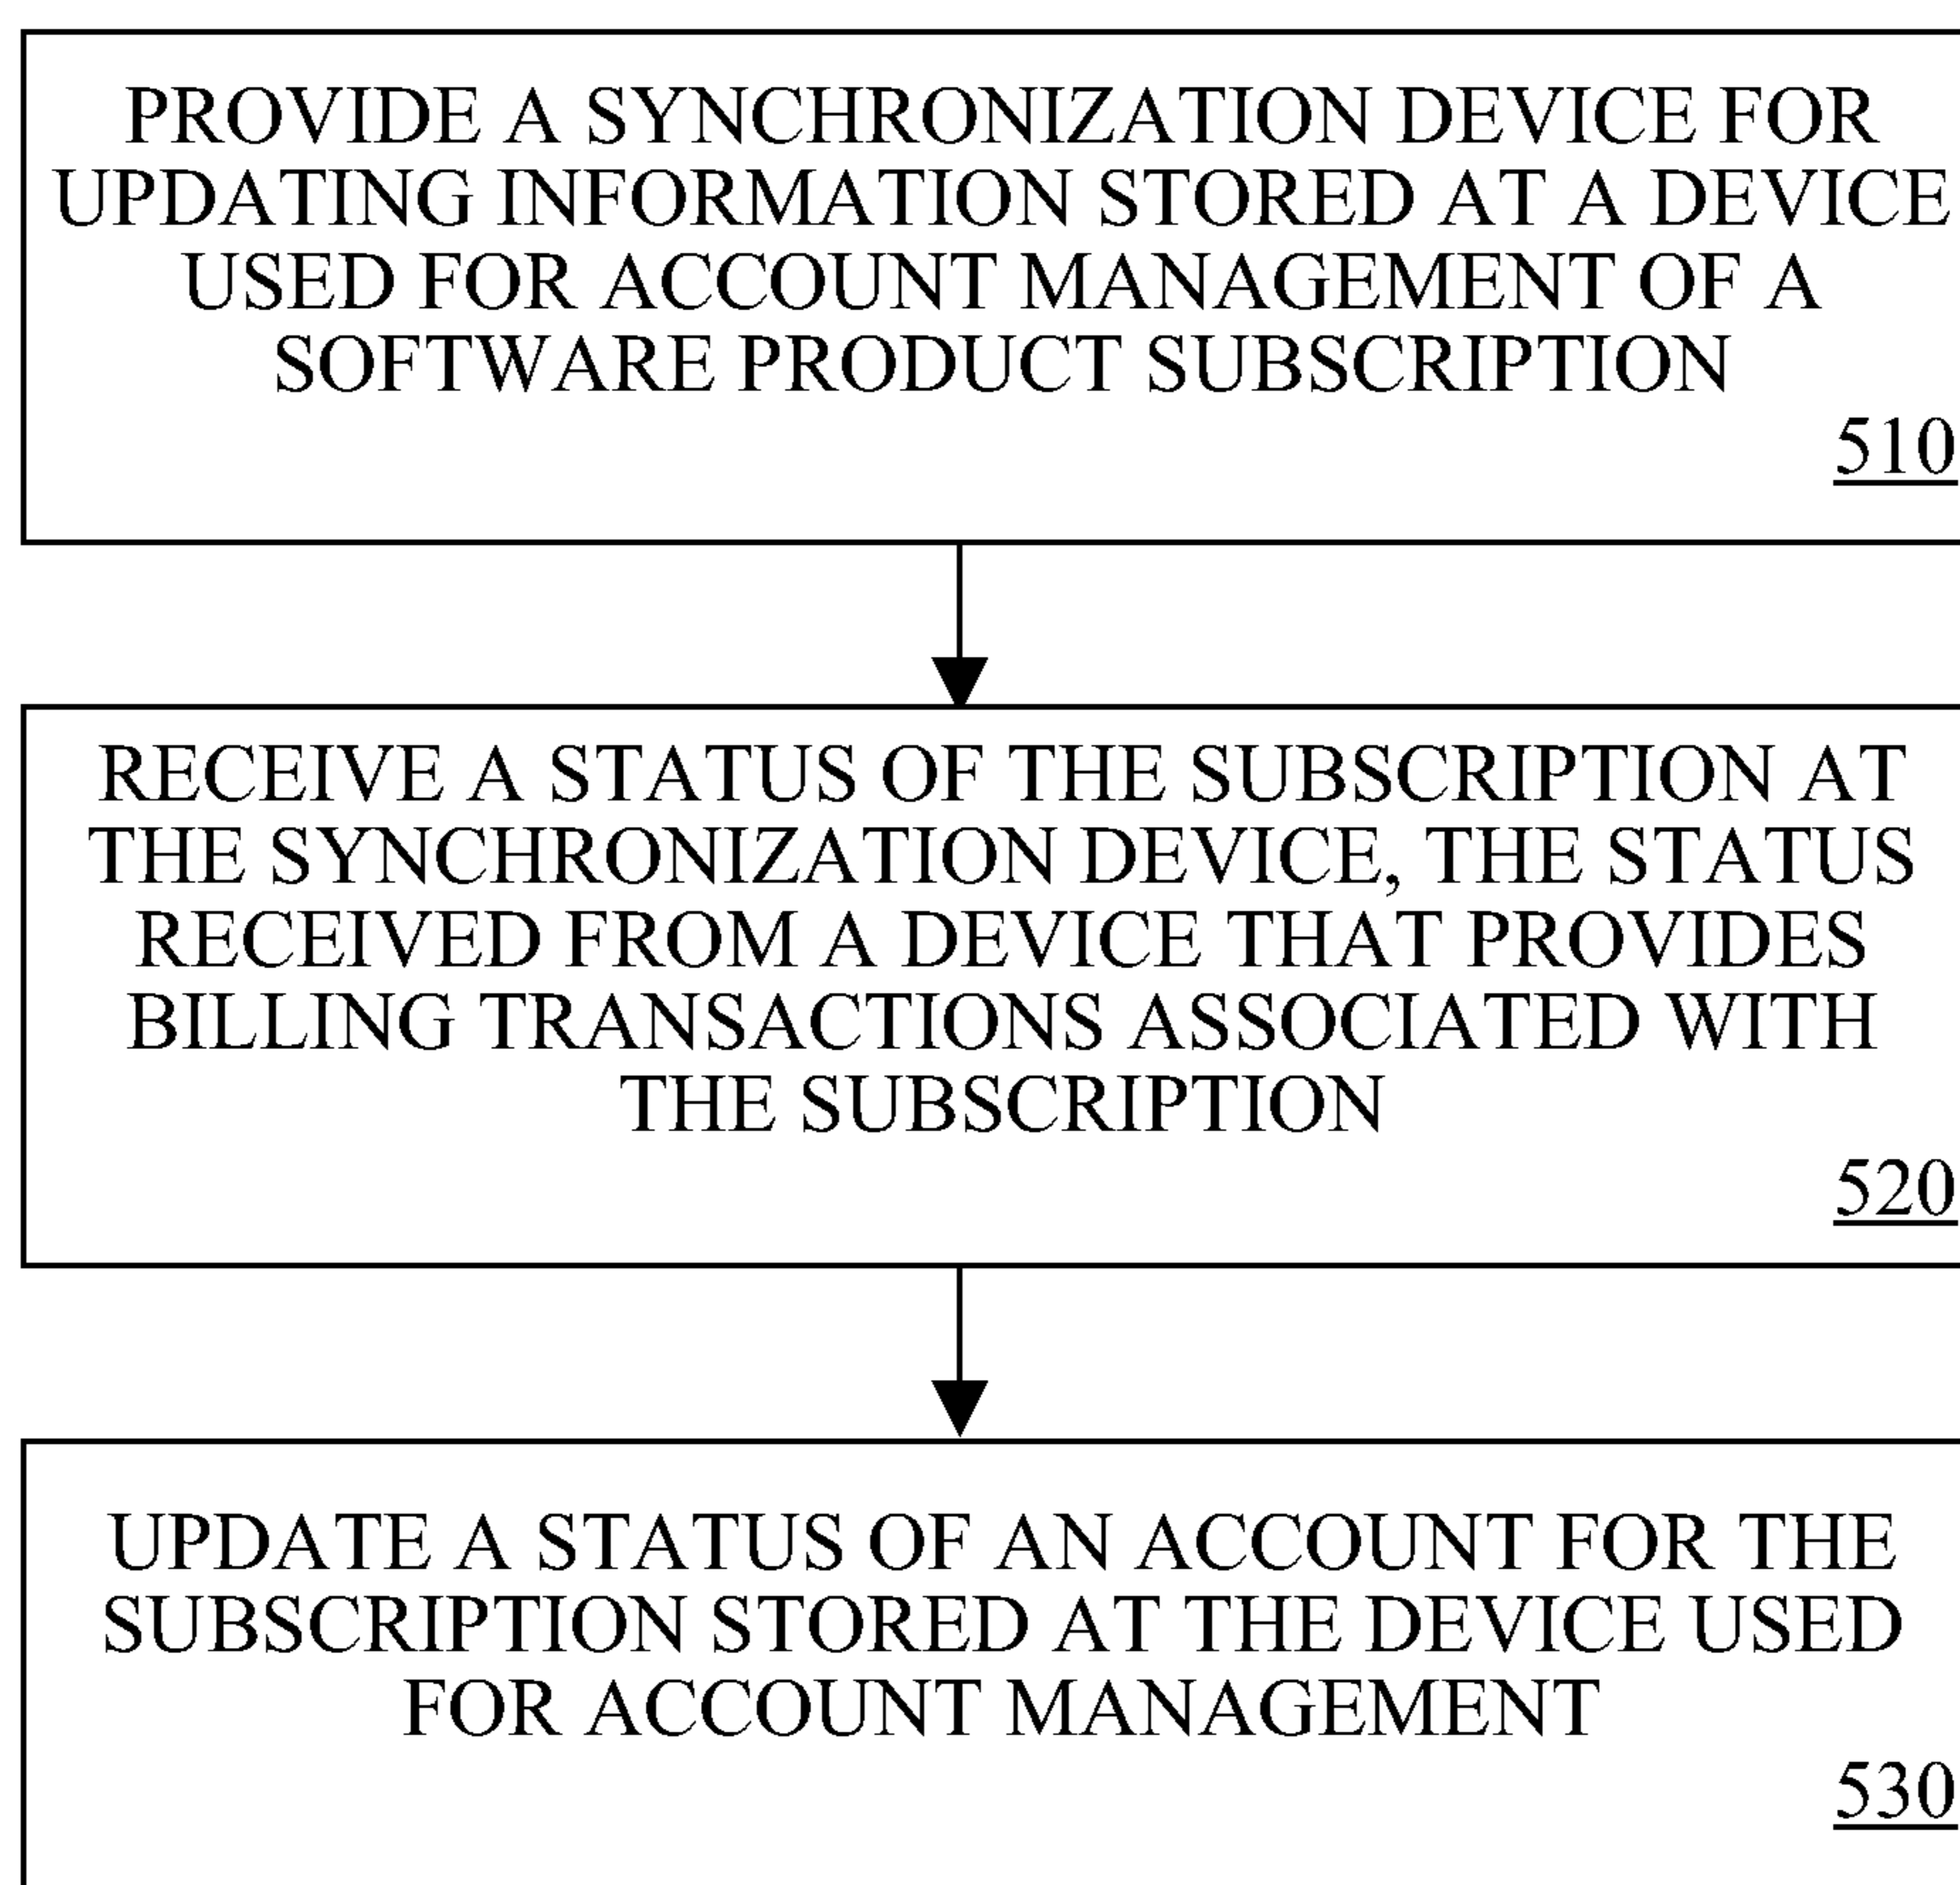 PROVIDE A SYNCHRONIZATION DEVICE FOR
UPDATING INFORMATION STORED AT A DEVICE
USED FOR ACCOUNT MANAGEMENT OF A
SOFTWARE PRODUCT SUBSCRIPTION
510
RECEIVE A STATUS OF THE SUBSCRIPTION AT
THE SYNCHRONIZATION DEVICE, THE STATUS
RECEIVED FROM A DEVICE THAT PROVIDES
BILLING TRANSACTIONS ASSOCIATED WITH
THE SUBSCRIPTION
520
UPDATE A STATUS OF AN ACCOUNT FOR THE
SUBSCRIPTION STORED AT THE DEVICE USED
FOR ACCOUNT MANAGEMENT
530